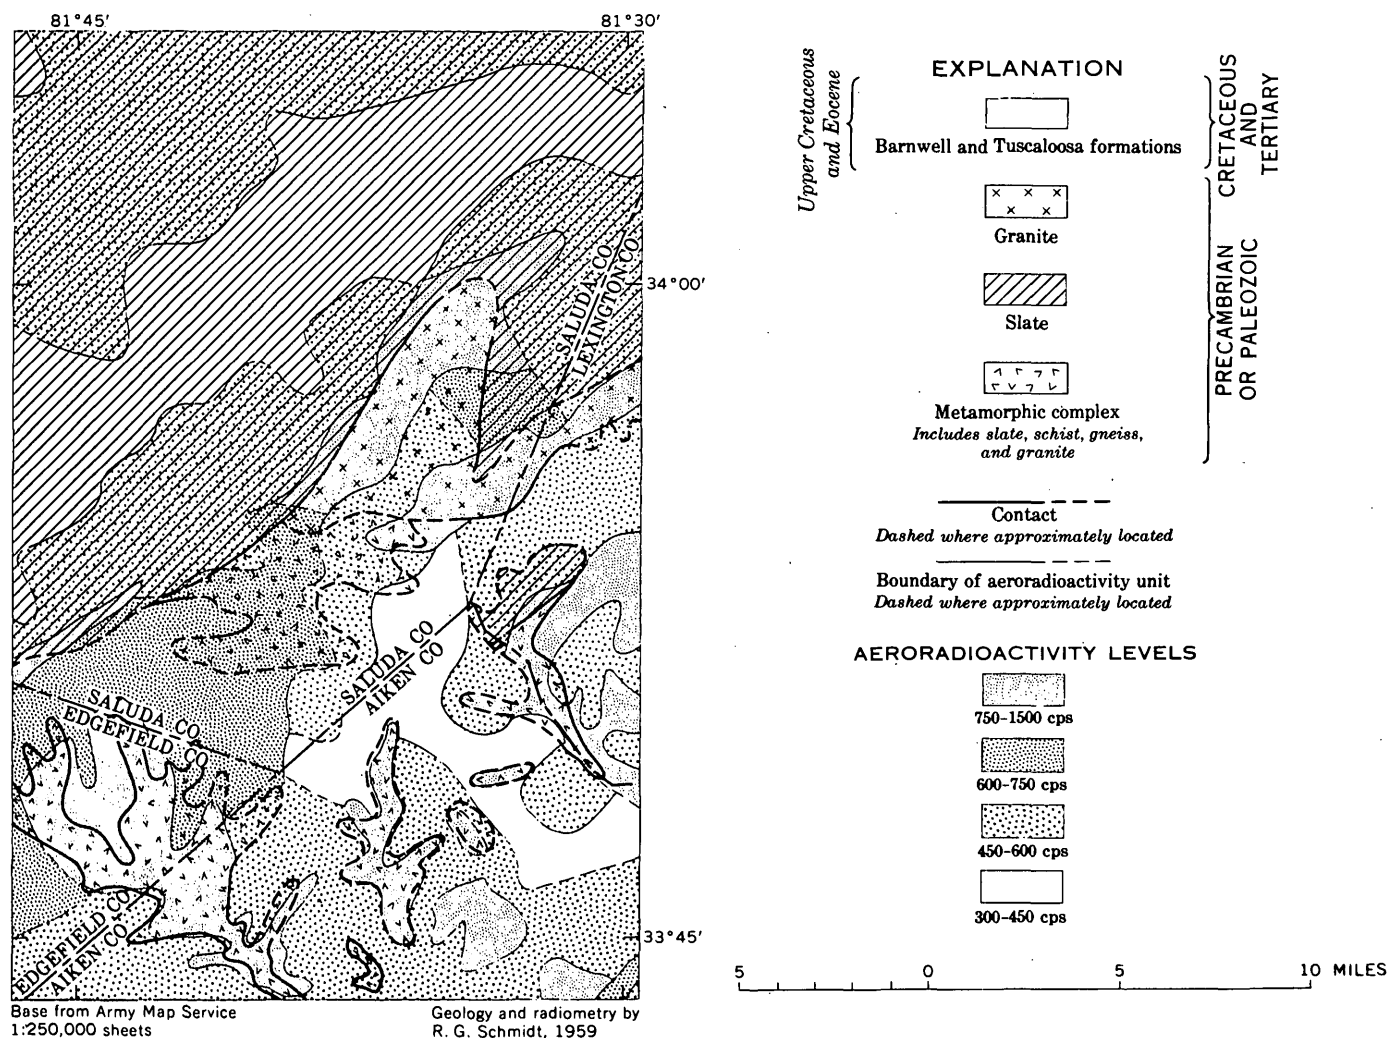 81°45'
81°30'
34°00'
33°45'
SALUDA CO
LEXINGTON CO
SALUDA CO
AIKEN CO
SALUDA CO
EDGEFIELD CO
EDGEFIELD CO
AIKEN CO
Base from Army Map Service
1:250,000 sheets
Geology and radiometry by
R. G. Schmidt, 1959
EXPLANATION
Upper Cretaceous
and Eocene
Barnwell and Tuscaloosa formations
CRETACEOUS
AND
TERTIARY
Granite
Slate
Metamorphic complex
Includes slate, schist, gneiss,
and granite
PRECAMBRIAN
OR PALEOZOIC
Contact
Dashed where approximately located
Boundary of aeroradioactivity unit
Dashed where approximately located
AERORADIOACTIVITY LEVELS
750-1500 cps
600-750 cps
450-600 cps
300-450 cps
5 0 5 10 MILES